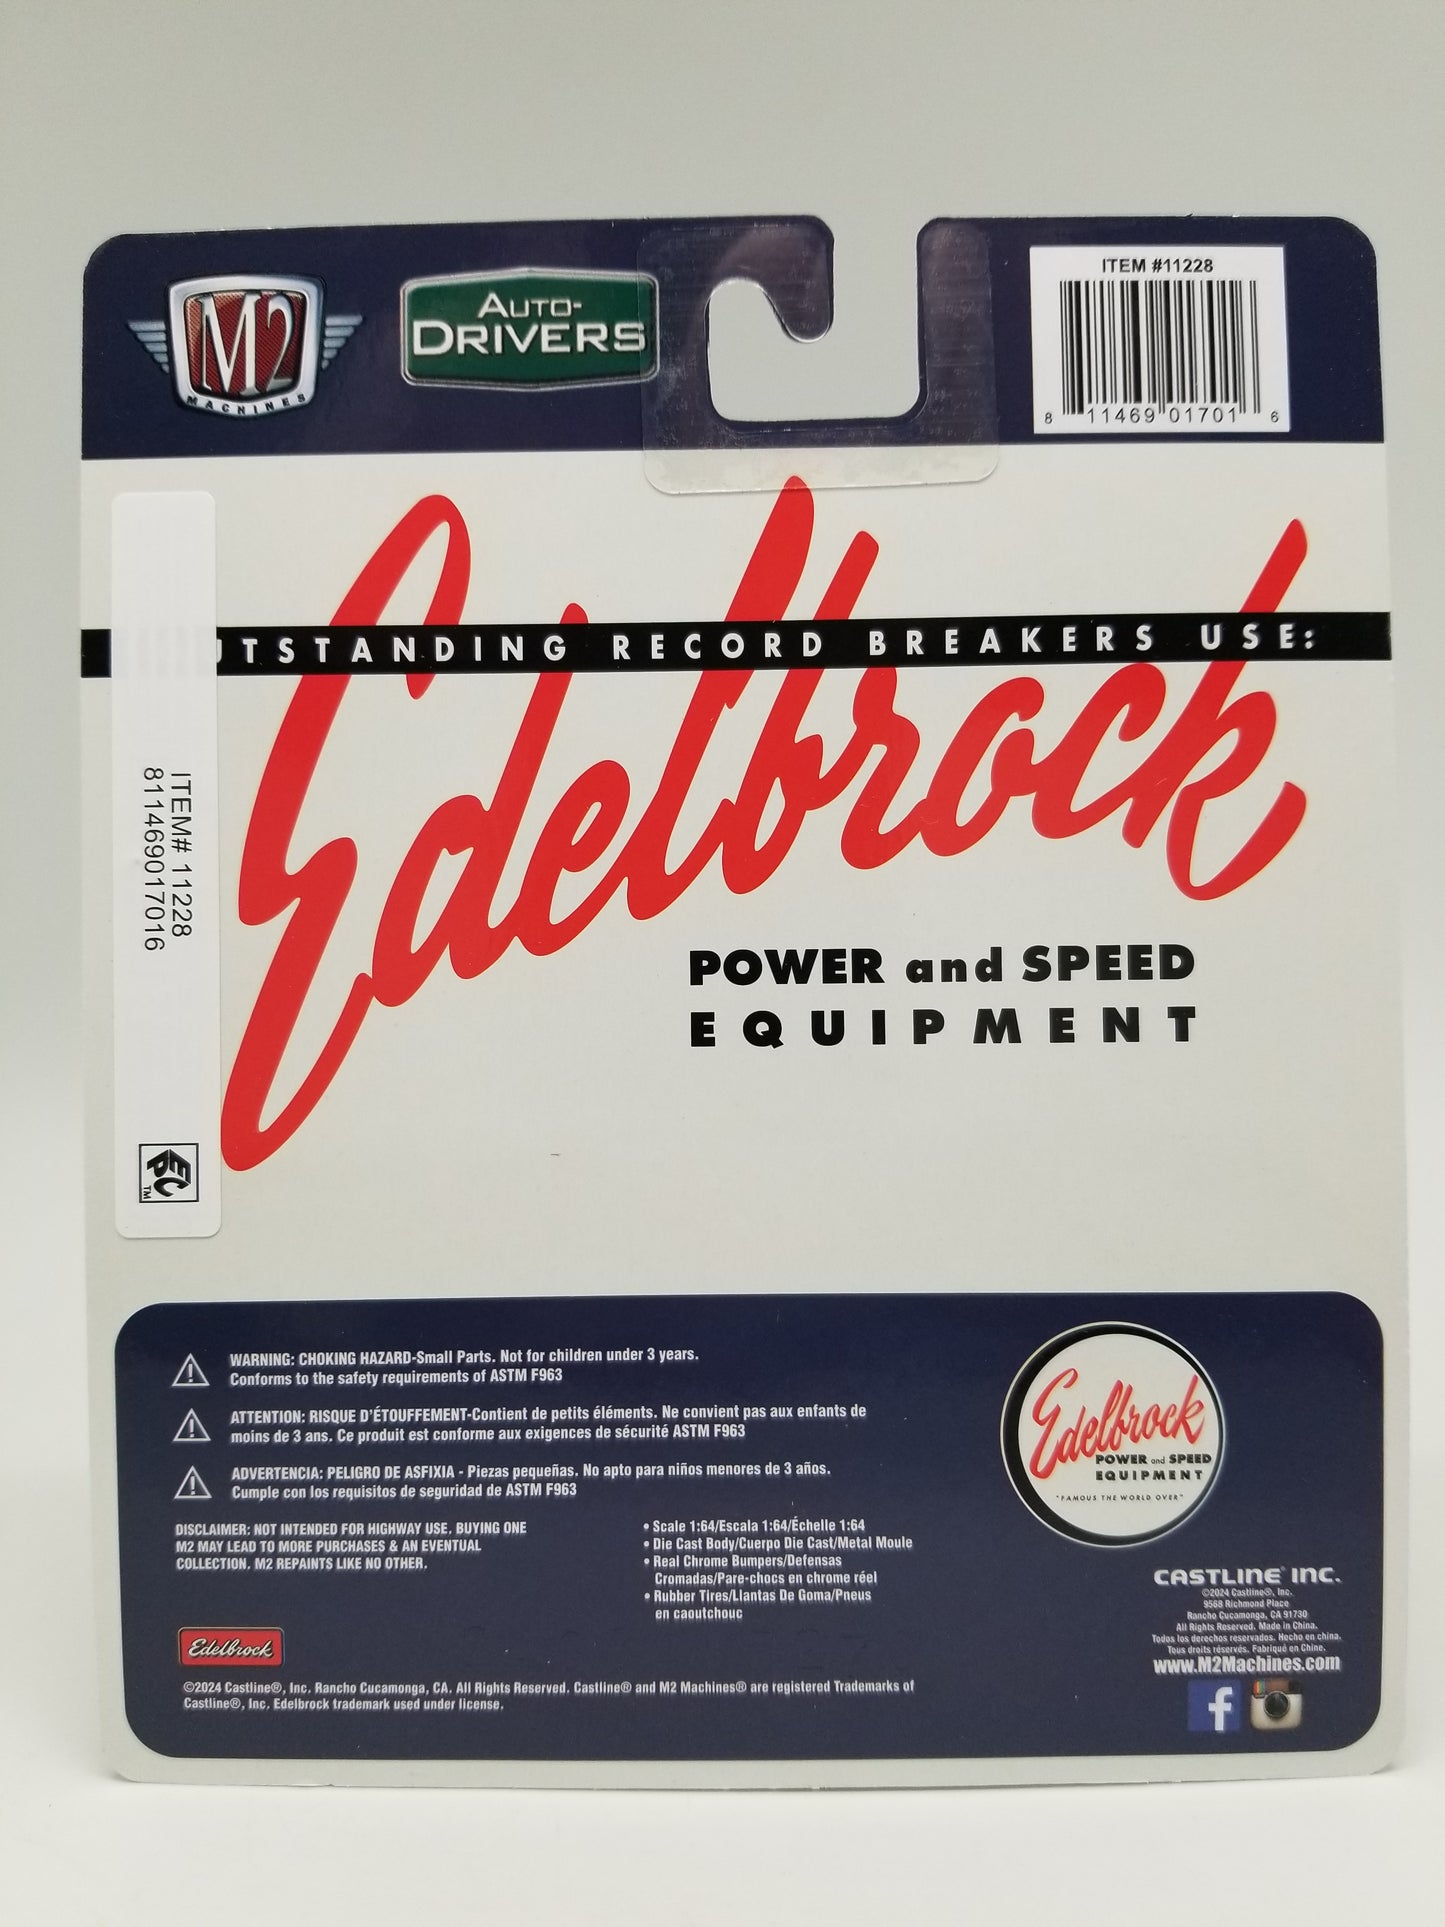 M2
MACHINES
AUTO-
DRIVERS
ITEM #11228
8 11469 01701 6
UTSTANDING RECORD BREAKERS USE:
Edelbrock
POWER and SPEED
EQUIPMENT
ITEM# 11228
811469017016
EPC
TM
WARNING: CHOKING HAZARD-Small Parts. Not for children under 3 years.
Conforms to the safety requirements of ASTM F963
ATTENTION: RISQUE D'ÉTOUFFEMENT-Contient de petits éléments. Ne convient pas aux enfants de
moins de 3 ans. Ce produit est conforme aux exigences de sécurité ASTM F963
ADVERTENCIA: PELIGRO DE ASFIXIA - Piezas pequeñas. No apto para niños menores de 3 años.
Cumple con los requisitos de seguridad de ASTM F963
DISCLAIMER: NOT INTENDED FOR HIGHWAY USE. BUYING ONE
M2 MAY LEAD TO MORE PURCHASES & AN EVENTUAL
COLLECTION. M2 REPAINTS LIKE NO OTHER.
• Scale 1:64/Escala 1:64/Échelle 1:64
• Die Cast Body/Cuerpo Die Cast/Metal Moule
• Real Chrome Bumpers/Defensas
Cromadas/Pare-chocs en chrome réel
• Rubber Tires/Llantas De Goma/Pneus
en caoutchouc
Edelbrock
POWER and SPEED
EQUIPMENT
"FAMOUS THE WORLD OVER"
CASTLINE® INC.
©2024 Castline®, Inc.
9568 Richmond Place
Rancho Cucamonga, CA 91730
All Rights Reserved. Made in China.
Todos los derechos reservados. Hecho en china.
Tous droits réservés. Fabriqué en Chine.
www.M2Machines.com
f
Edelbrock
©2024 Castline®, Inc. Rancho Cucamonga, CA. All Rights Reserved. Castline® and M2 Machines® are registered Trademarks of
Castline®, Inc. Edelbrock trademark used under license.